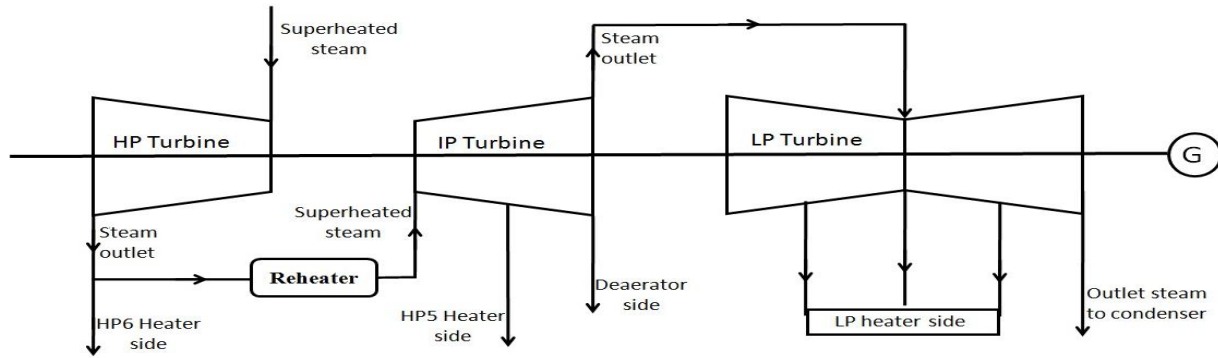 Superheated
steam
Steam
outlet
HP Turbine
IP Turbine
LP Turbine
G
Steam
outlet
Superheated
steam
Reheater
HP6 Heater
side
HP5 Heater
side
Deaerator
side
LP heater side
Outlet steam
to condenser